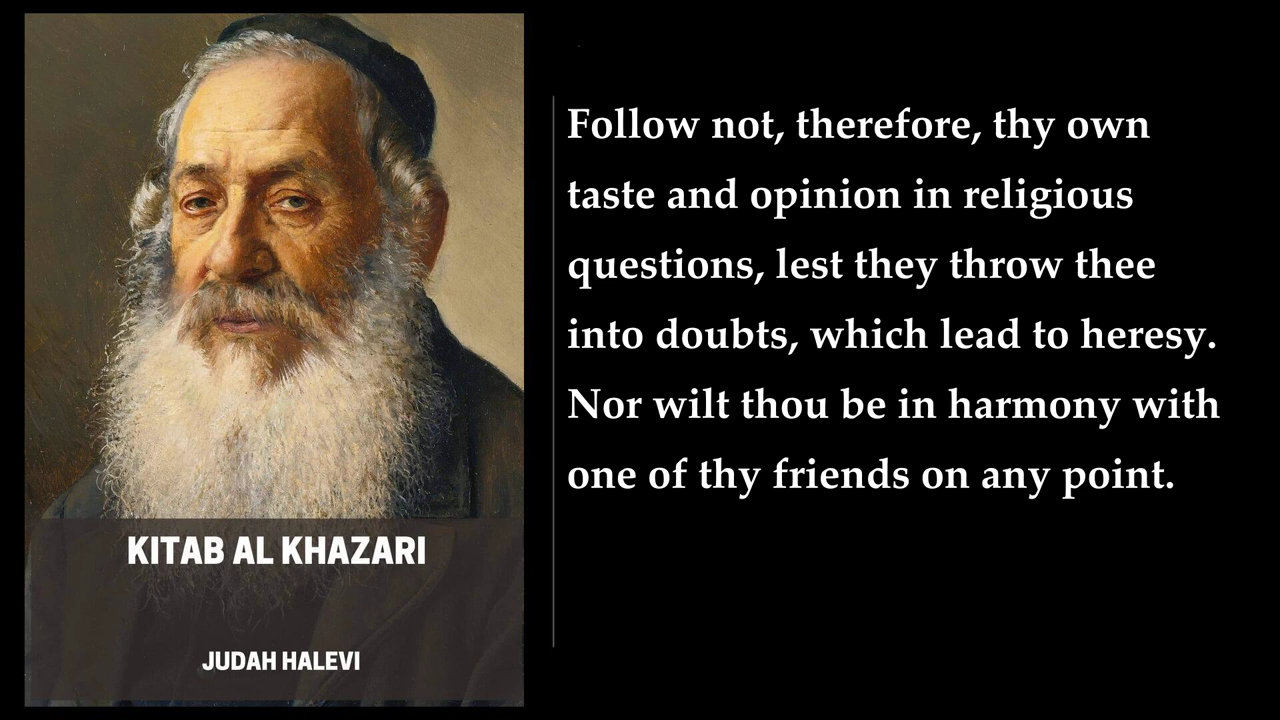 KITAB AL KHAZARI
JUDAH HALEVI
Follow not, therefore, thy own
taste and opinion in religious
questions, lest they throw thee
into doubts, which lead to heresy.
Nor wilt thou be in harmony with
one of thy friends on any point.